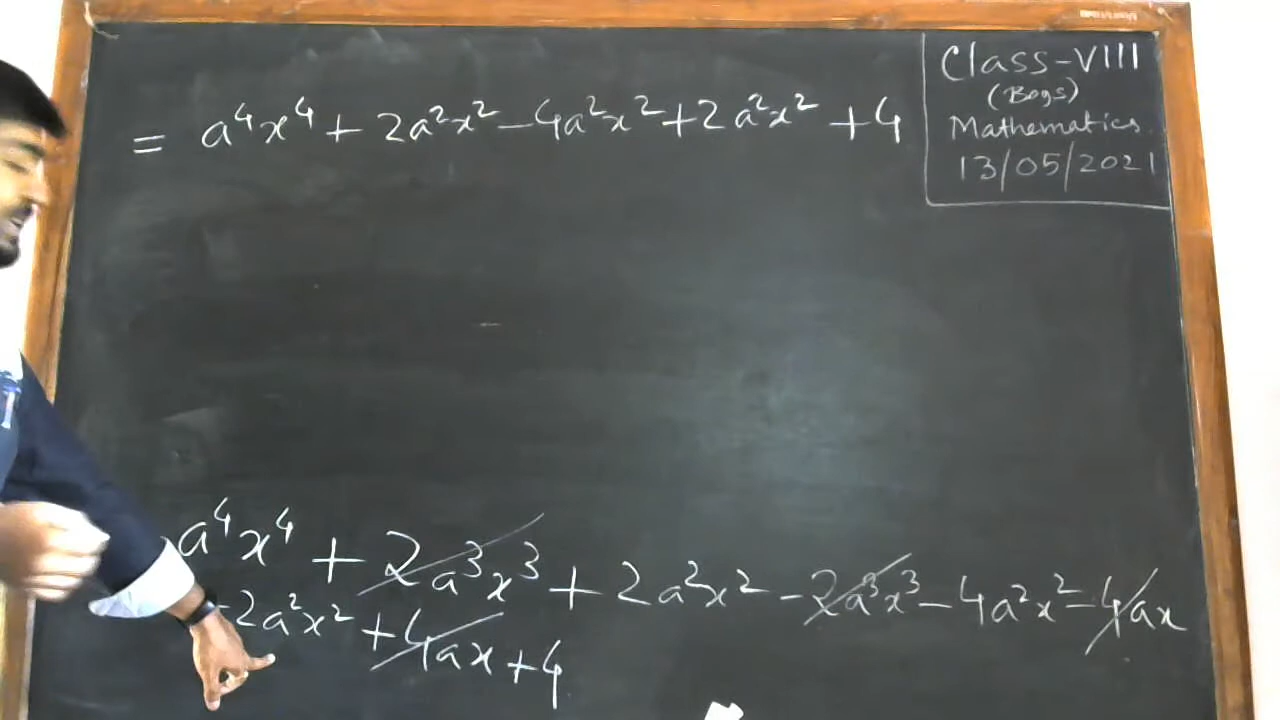 = a⁴x⁴ + 2a²x² - 4a²x² + 2a²x² + 4
Class-VIII
(Boys)
Mathematics
13/05/2021
a⁴x⁴ + 2a³x³ + 2a²x² - 2a³x³ - 4a²x² - 4ax
2a²x² + 4ax + 4